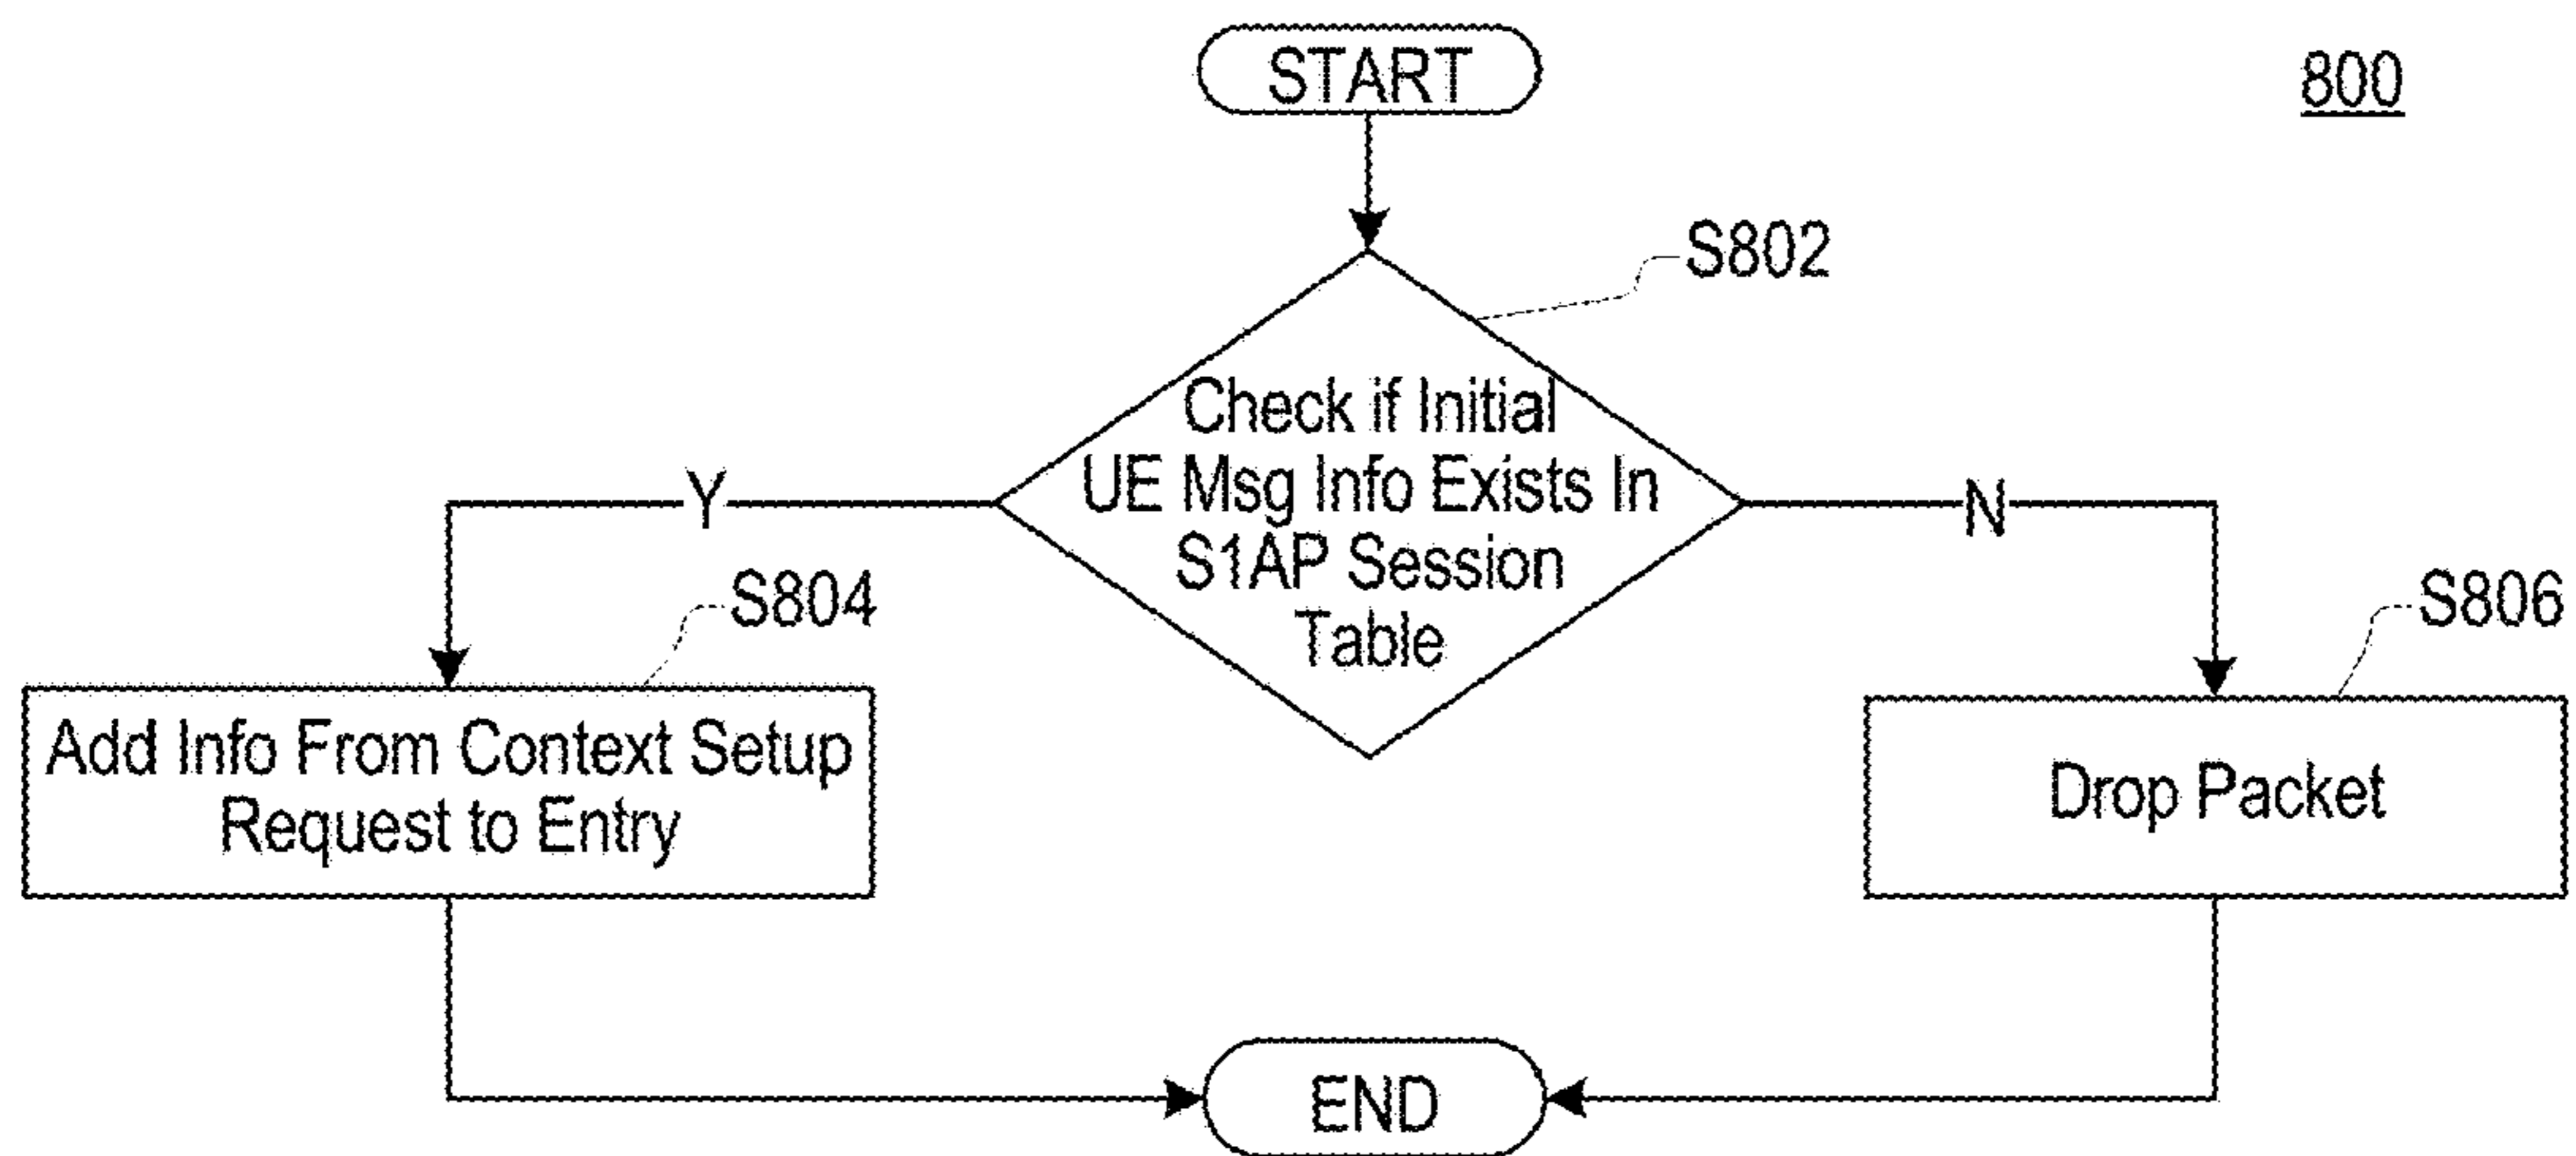 START
800
S802
Check if Initial
UE Msg Info Exists In
S1AP Session
Table
Y
N
S804
S806
Add Info From Context Setup
Request to Entry
Drop Packet
END